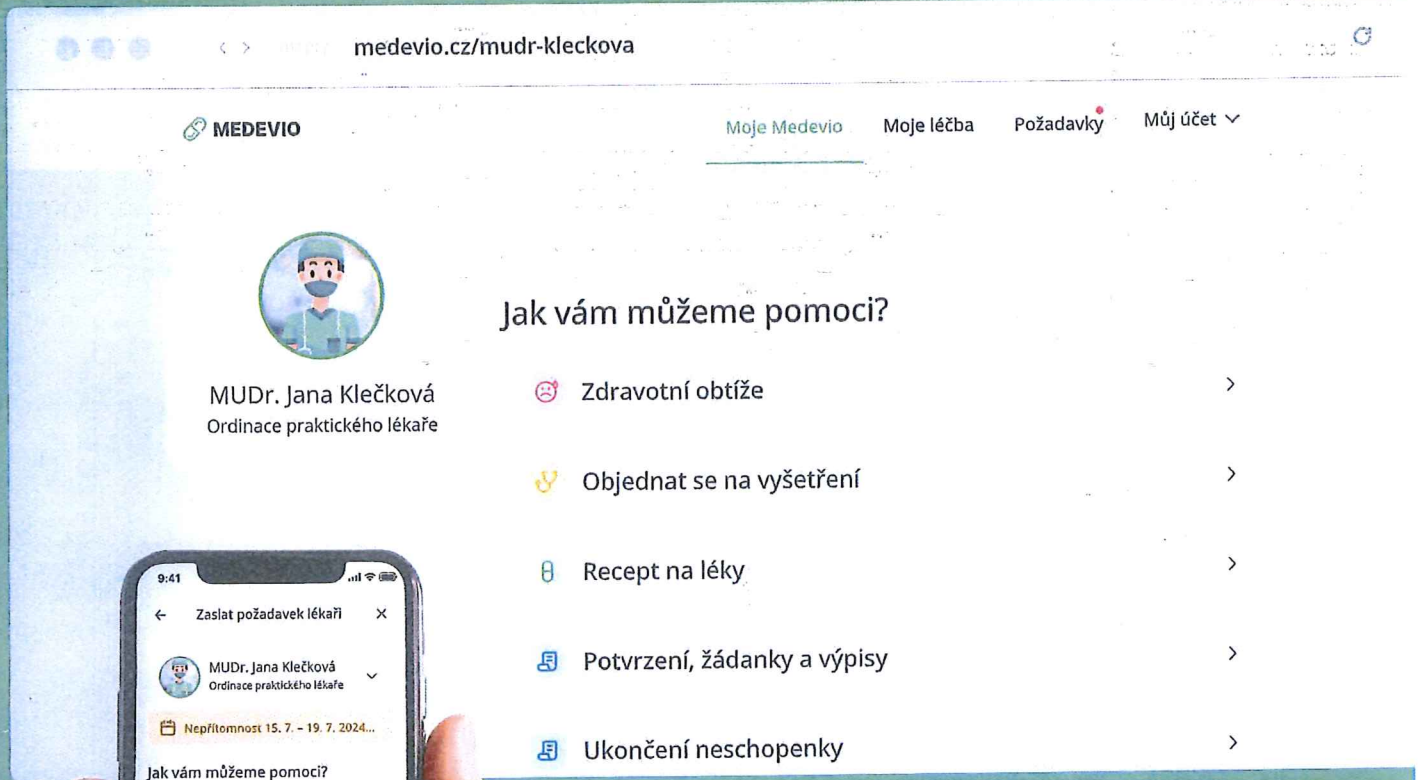 medevio.cz/mudr-kleckova
MEDEVIO
Moje Medevio
Moje léčba
Požadavky
Můj účet
MUDr. Jana Klečková
Ordinace praktického lékaře
Jak vám můžeme pomoci?
Zdravotní obtíže
Objednat se na vyšetření
Recept na léky
Potvrzení, žádanky a výpisy
Ukončení neschopenky
9:41
Zaslat požadavek lékaři
MUDr. Jana Klečková
Ordinace praktického lékaře
Nepřítomnost 15. 7. – 19. 7. 2024...
Jak vám můžeme pomoci?